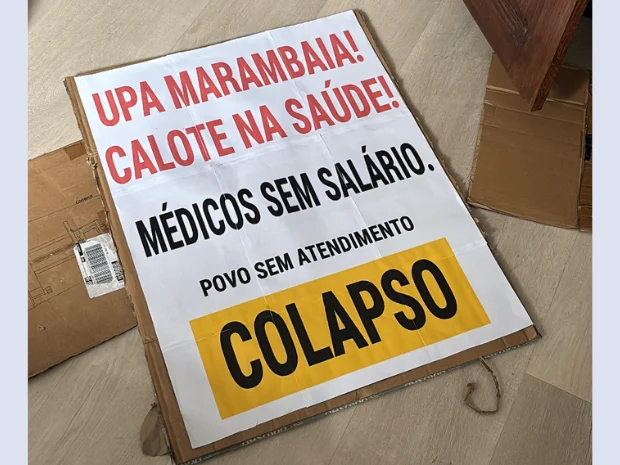 UPA MARAMBAIA!
CALOTE NA SAÚDE!
MÉDICOS SEM SALÁRIO.
POVO SEM ATENDIMENTO
COLAPSO